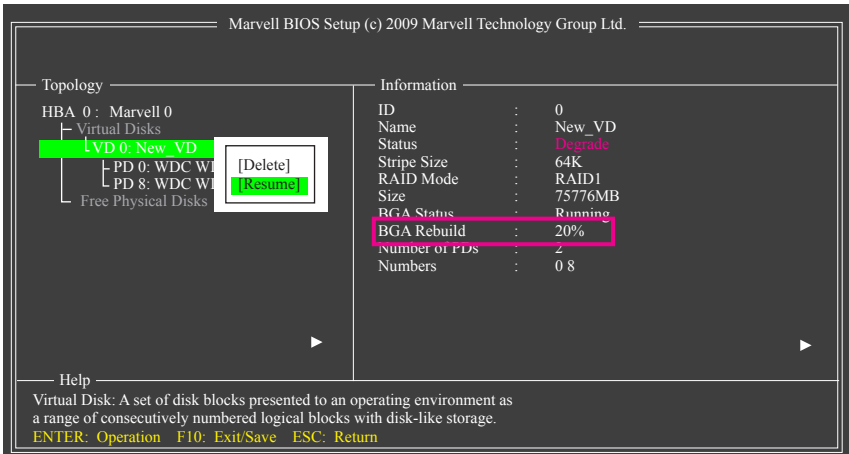 Marvell BIOS Setup (c) 2009 Marvell Technology Group Ltd.
Topology
HBA 0 : Marvell 0
Virtual Disks
VD 0: New_VD
PD 0: WDC
PD 8: WDC
Free Physical Disks
[Delete]
[Resume]
Information
ID : 0
Name : New_VD
Status : Degrade
Stripe Size : 64K
RAID Mode : RAID1
Size : 75776MB
BGA Status : Running
BGA Rebuild : 20%
Number of PDs : 2
Numbers : 0 8
Help
Virtual Disk: A set of disk blocks presented to an operating environment as
a range of consecutively numbered logical blocks with disk-like storage.
ENTER: Operation F10: Exit/Save ESC: Return